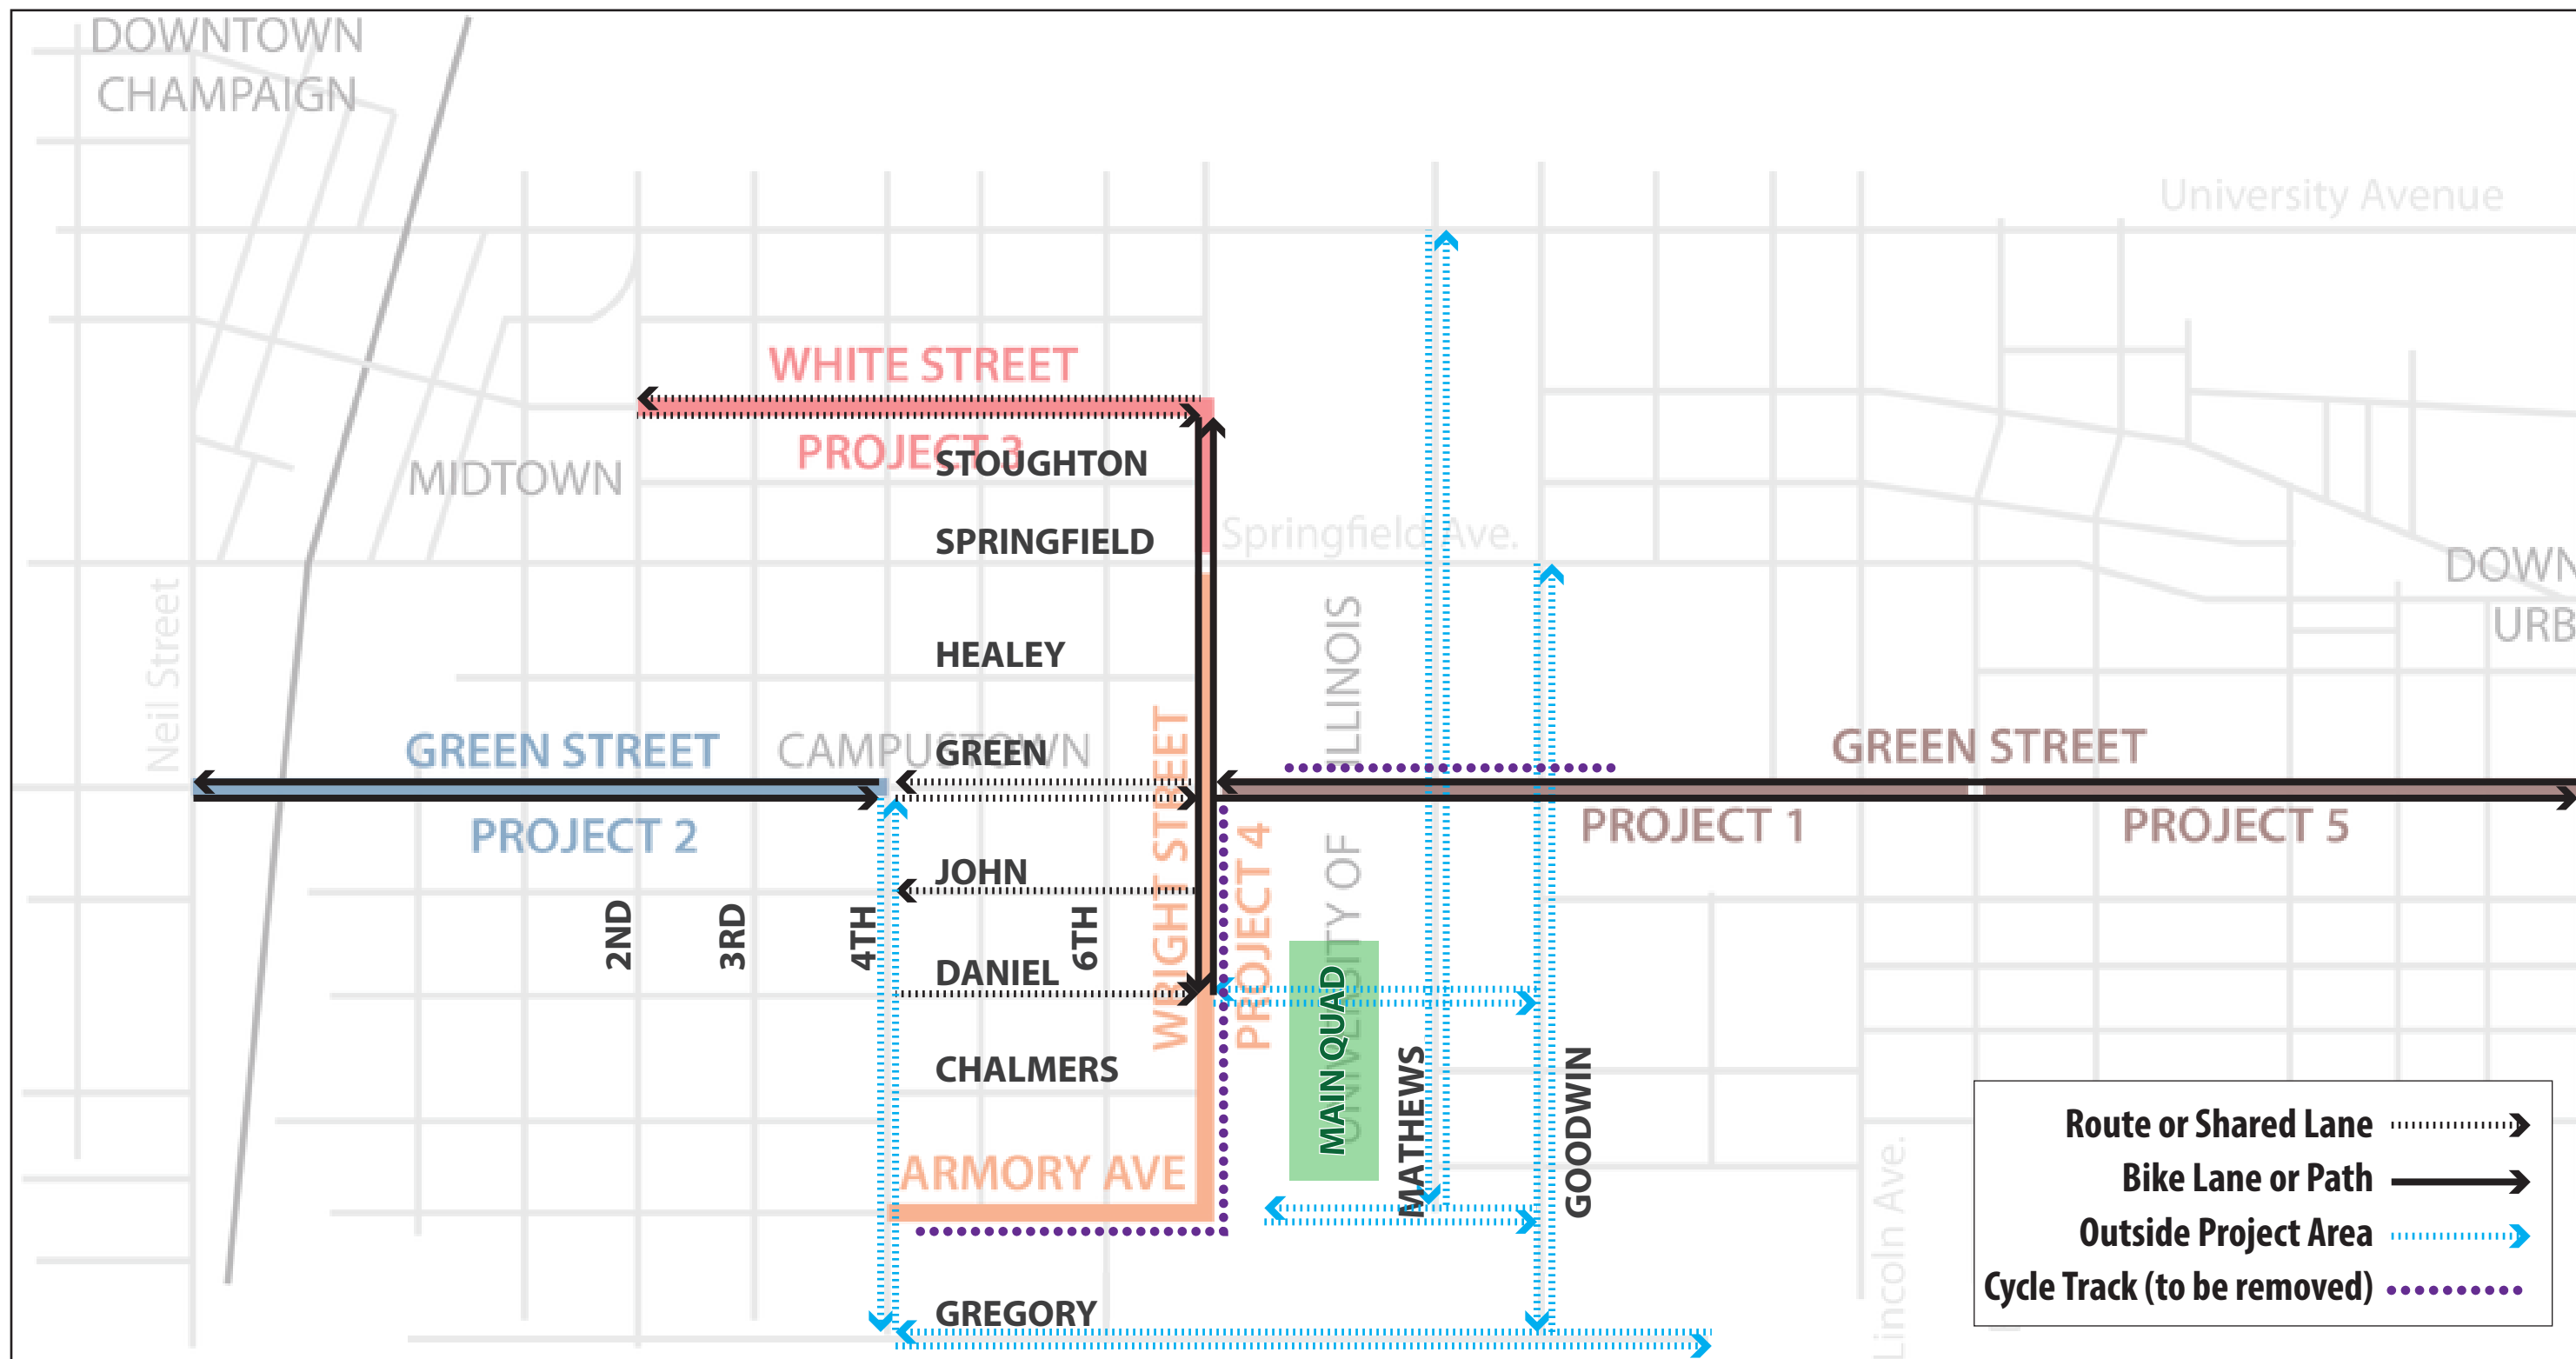 DOWNTOWN
CHAMPAIGN
University Avenue
WHITE STREET
PROJECT 3
STOUGHTON
MIDTOWN
SPRINGFIELD
Springfield Ave.
DOWN
URB
Neil Street
HEALEY
ILLINOIS
UNIVERSITY OF
GREEN STREET
CAMPUSTOWN
GREEN
GREEN STREET
PROJECT 2
WRIGHT STREET
PROJECT 4
PROJECT 1
PROJECT 5
JOHN
2ND
3RD
4TH
6TH
DANIEL
MAIN QUAD
CHALMERS
MATHEWS
GOODWIN
ARMORY AVE
Lincoln Ave.
GREGORY
Route or Shared Lane
Bike Lane or Path
Outside Project Area
Cycle Track (to be removed)